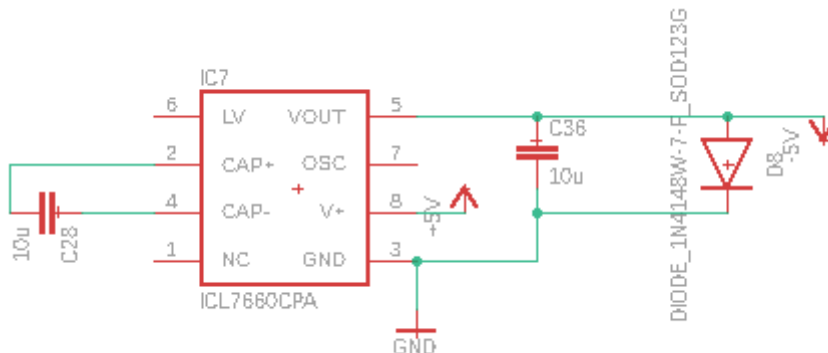 IC7
6 LV VOUT 5
2 CAP+ OSC 7
4 CAP- V+ 8
1 NC GND 3
ICL7660CPA
10u
C28
C36
10u
+5V
GND
DIODE_1N4148W-7-F_SOD123G
D8
-5V